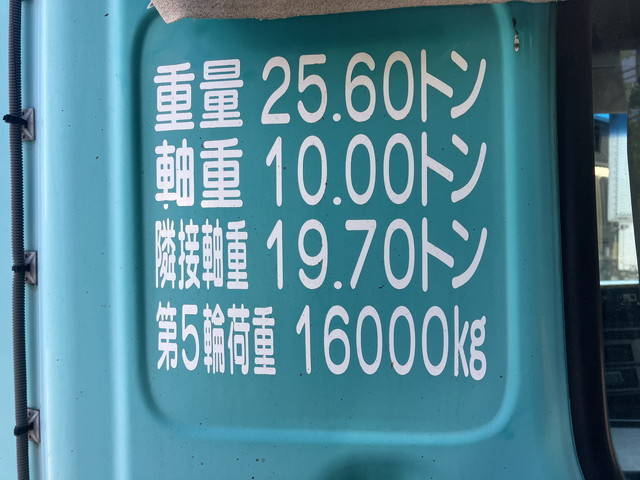 重量 25.60トン
軸重 10.00トン
隣接軸重 19.70トン
第5輪荷重 16000kg